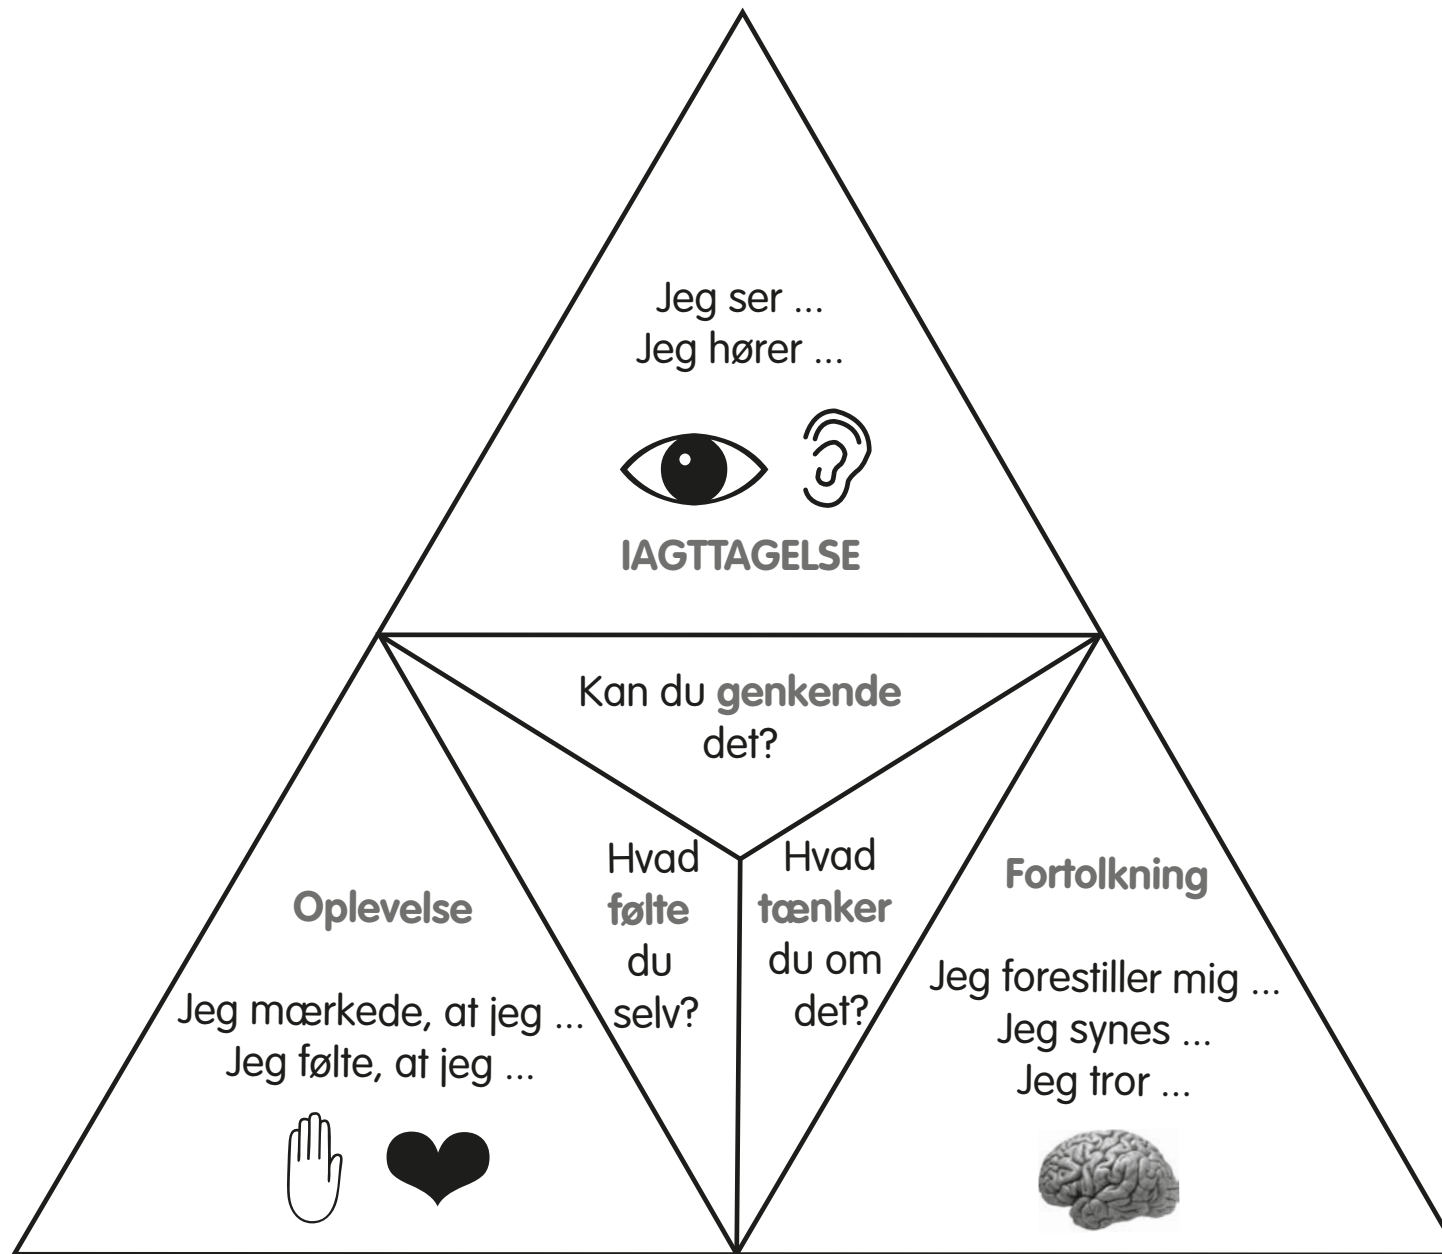 Jeg ser ...
Jeg hører ...
IAGTTAGELSE
Kan du genkende
det?
Oplevelse
Jeg mærkede, at jeg ...
Jeg følte, at jeg ...
Hvad
følte
du
selv?
Hvad
tænker
du om
det?
Fortolkning
Jeg forestiller mig ...
Jeg synes ...
Jeg tror ...